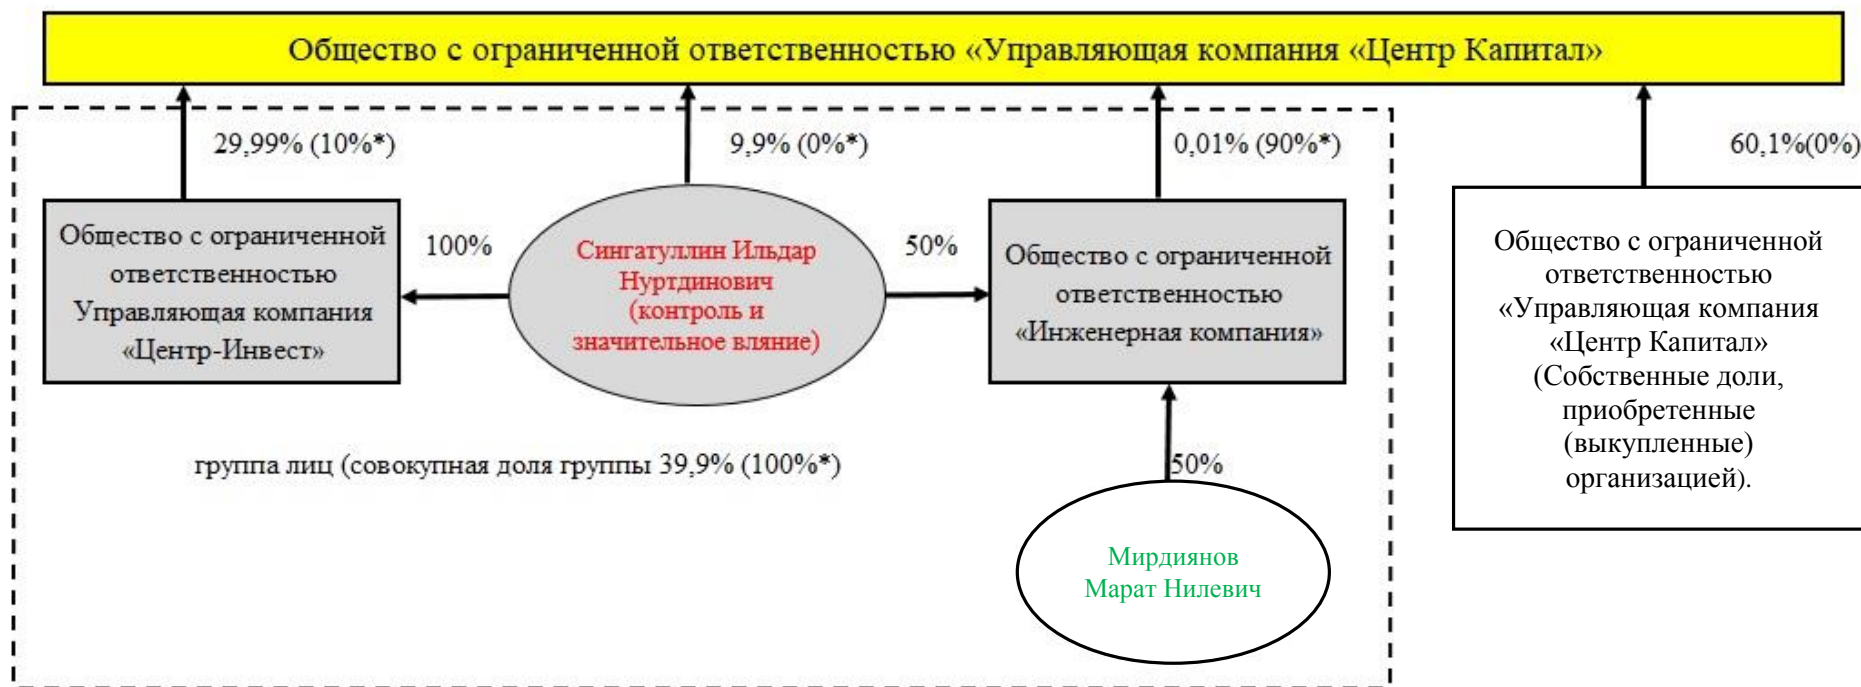 Общество с ограниченной ответственностью «Управляющая компания «Центр Капитал»
29,99% (10%*)
9,9% (0%*)
0,01% (90%*)
60,1%(0%)
Общество с ограниченной
ответственностью
Управляющая компания
«Центр-Инвест»
100%
Сингатуллин Ильдар
Нуртдинович
(контроль и
значительное вляние)
50%
Общество с ограниченной
ответственностью
«Инженерная компания»
Общество с ограниченной
ответственностью
«Управляющая компания
«Центр Капитал»
(Собственные доли,
приобретенные
(выкупленные)
организацией).
группа лиц (совокупная доля группы 39,9% (100%*)
50%
Мирдиянов
Марат Нилевич